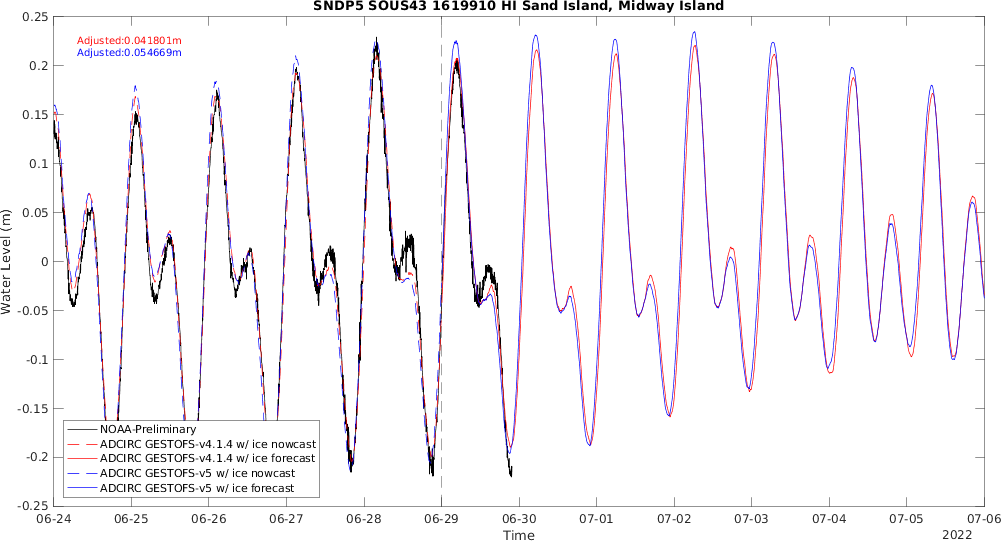 SNDP5 SOUS43 1619910 HI Sand Island, Midway Island
Adjusted:0.041801m
Adjusted:0.054669m
Water Level (m)
0.25
0.2
0.15
0.1
0.05
0
-0.05
-0.1
-0.15
-0.2
-0.25
NOAA-Preliminary
ADCIRC GESTOFS-v4.1.4 w/ ice nowcast
ADCIRC GESTOFS-v4.1.4 w/ ice forecast
ADCIRC GESTOFS-v5 w/ ice nowcast
ADCIRC GESTOFS-v5 w/ ice forecast
06-24 06-25 06-26 06-27 06-28 06-29 06-30 07-01 07-02 07-03 07-04 07-05 07-06
Time
2022